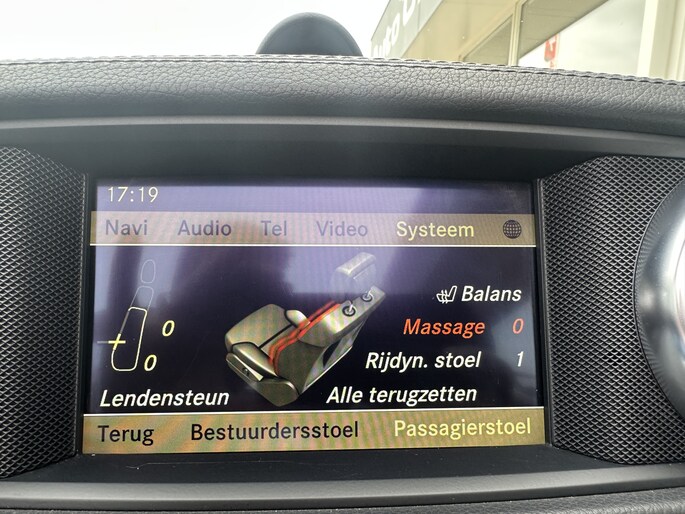 Auto
17:19
Navi Audio Tel Video Systeem
Balans
0
Massage 0
0
Rijdyn. stoel 1
Lendensteun Alle terugzetten
Terug Bestuurdersstoel Passagierstoel